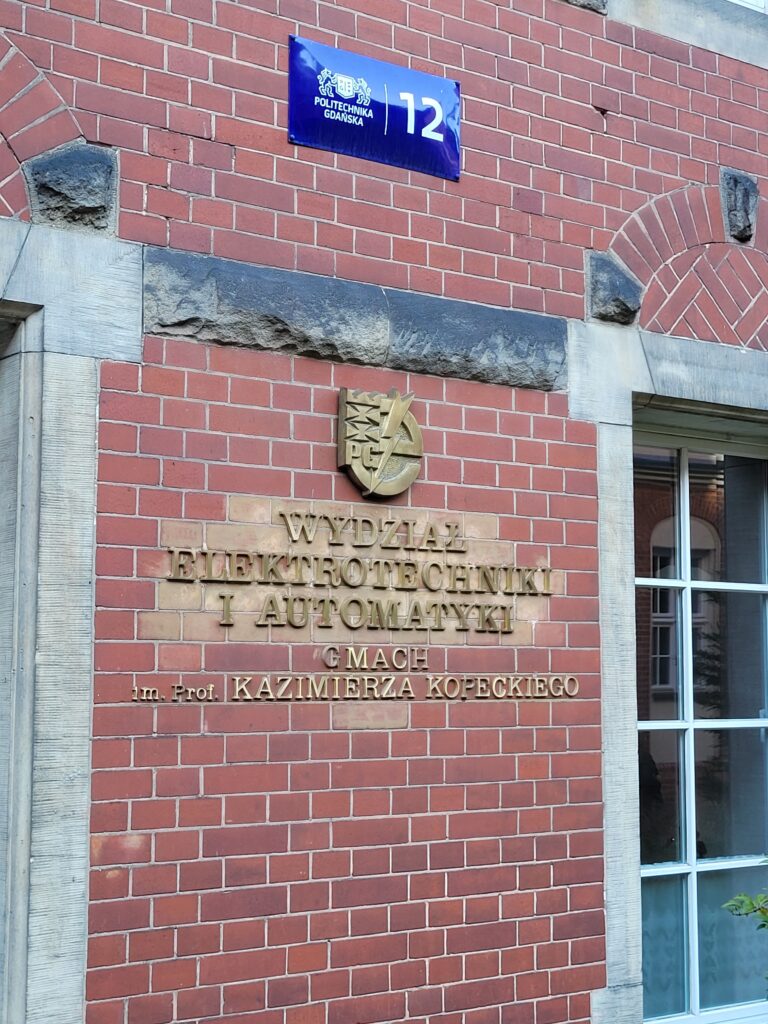 POLITECHNIKA
GDAŃSKA
12
PG
WYDZIAŁ
ELEKTROTECHNIKI
I AUTOMATYKI
GMACH
im. Prof. KAZIMIERZA KOPECKIEGO